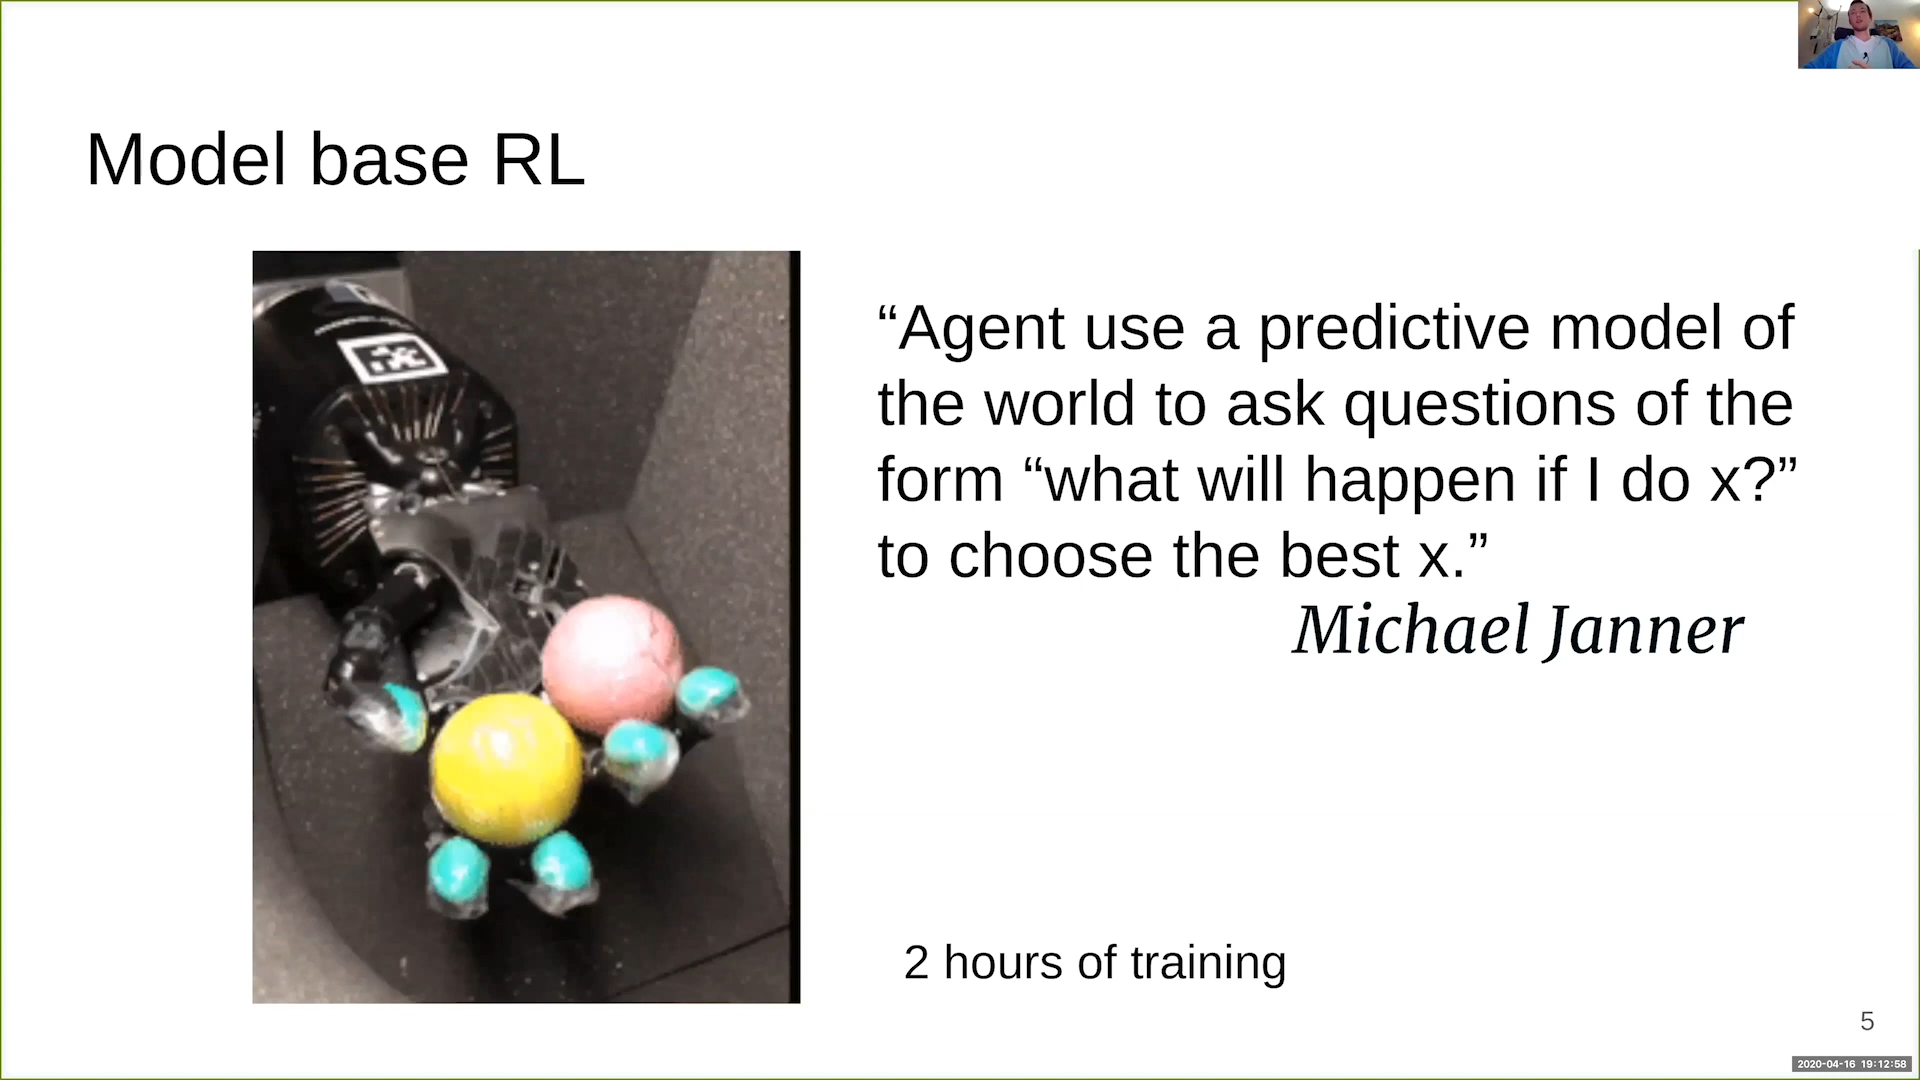 Model base RL
“Agent use a predictive model of
the world to ask questions of the
form “what will happen if I do x?”
to choose the best x.”
Michael Janner
2 hours of training
5
2020-04-16 19:12:58